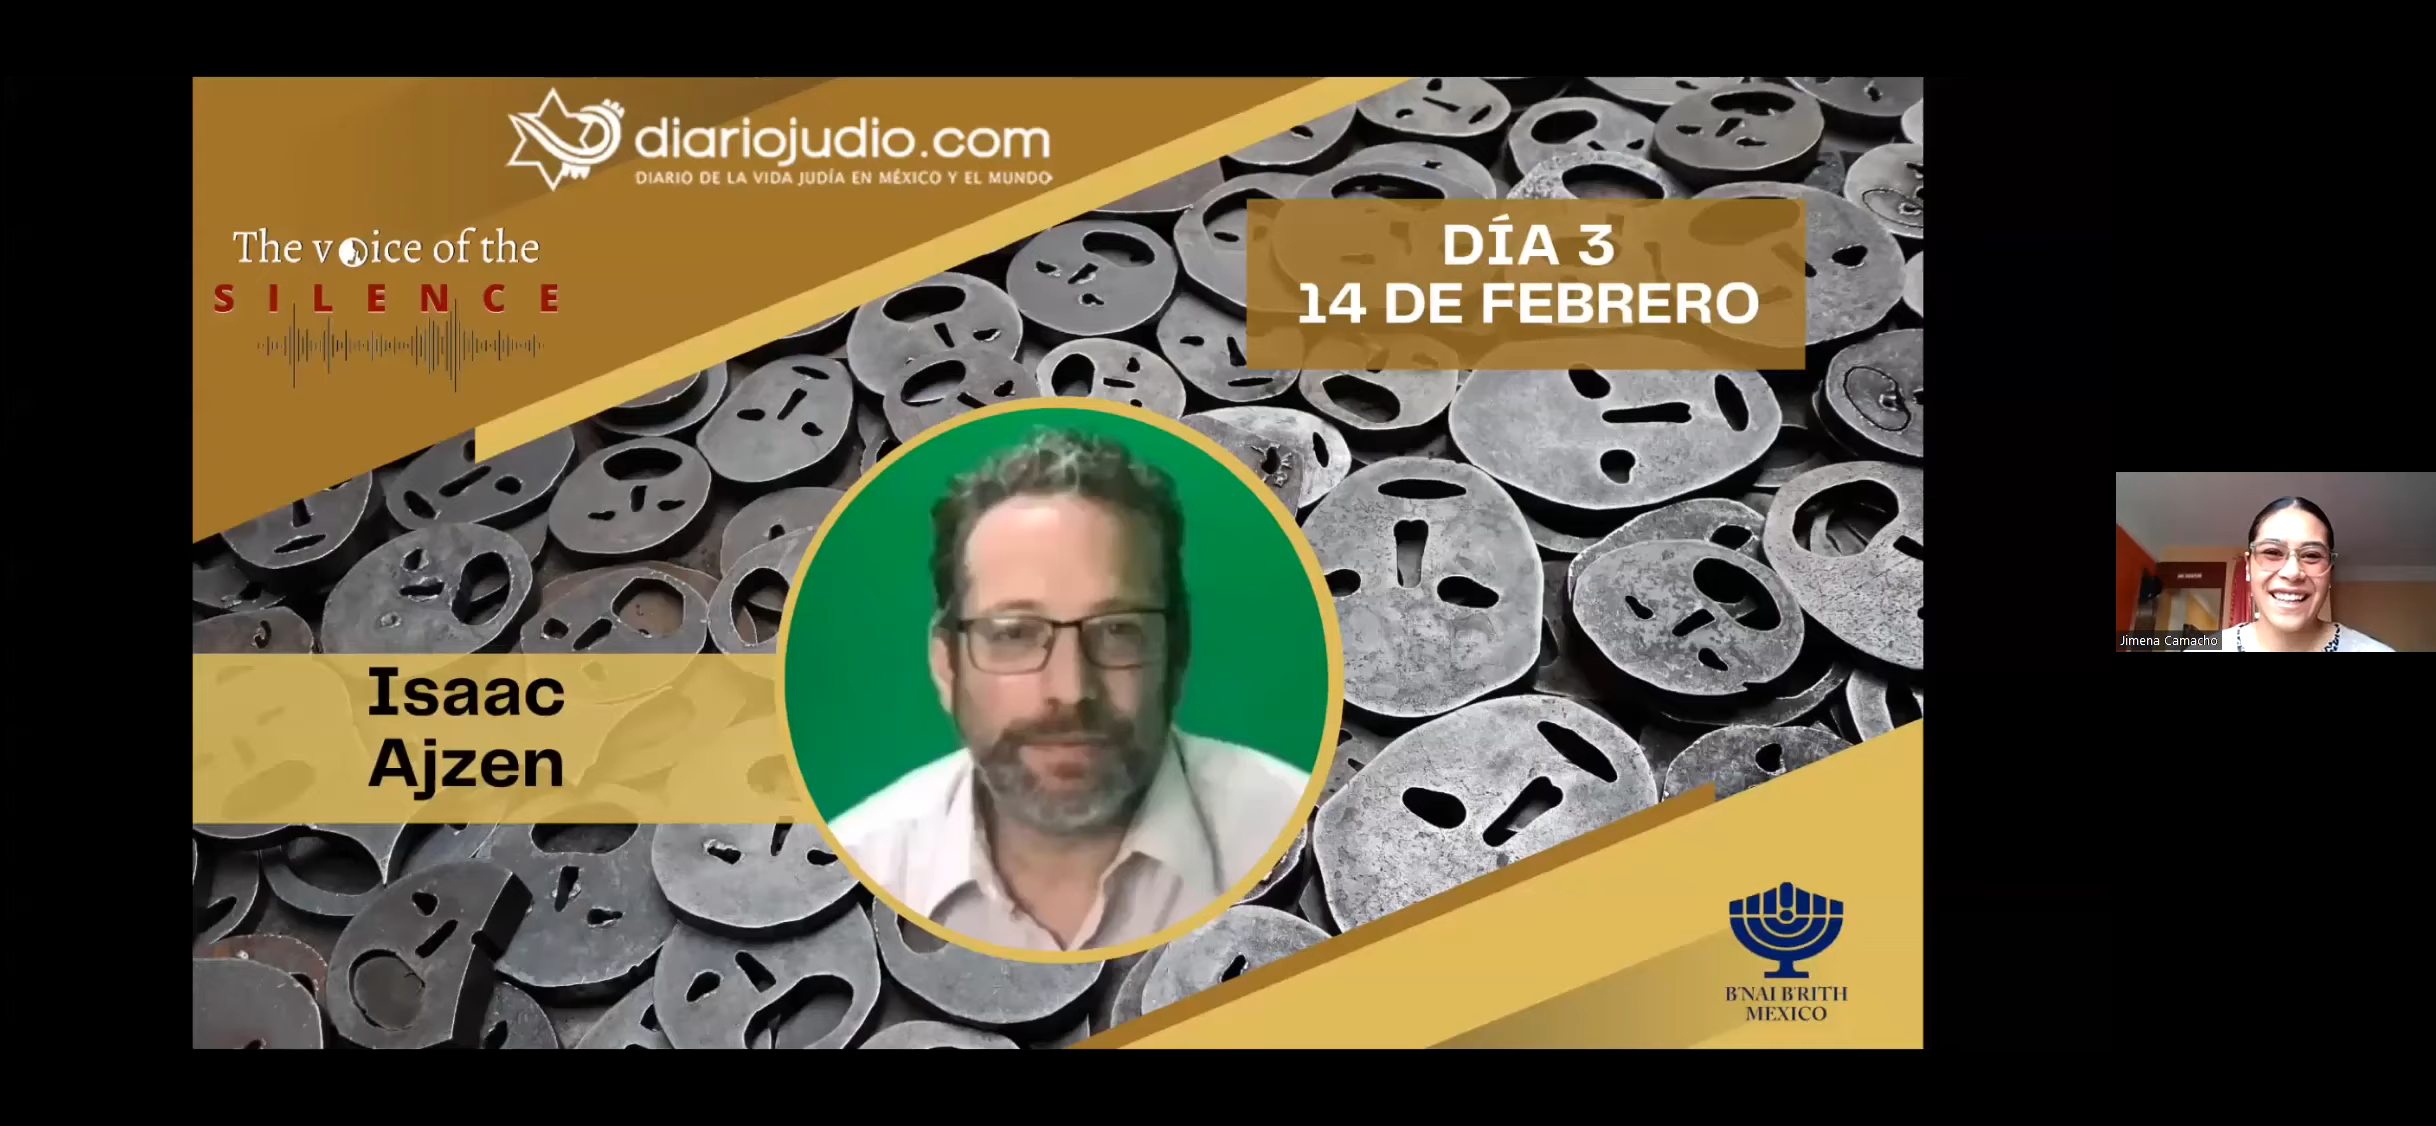 diariojudio.com
DIARIO DE LA VIDA JUDÍA EN MÉXICO Y EL MUNDO
The voice of the
SILENCE
DÍA 3
14 DE FEBRERO
Isaac
Ajzen
Jimena Camacho
B'NAI B'RITH
MEXICO